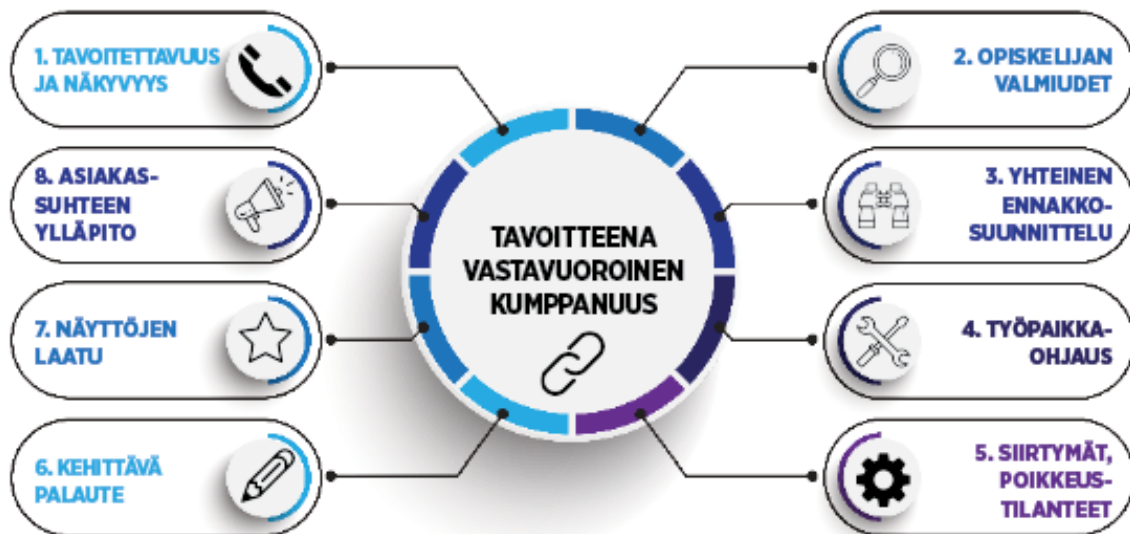 1. TAVOITETTAVUUS
JA NÄKYVYYS
2. OPISKELIJAN
VALMIUDET
3. YHTEINEN
ENNAKKO-
SUUNNITTELU
4. TYÖPAIKKA-
OHJAUS
5. SIIRTYMÄT,
POIKKEUS-
TILANTEET
6. KEHITTÄVÄ
PALAUTE
7. NÄYTTÖJEN
LAATU
8. ASIAKAS-
SUHTEEN
YLLÄPITO
TAVOITTEENA
VASTAVUOROINEN
KUMPPANUUS